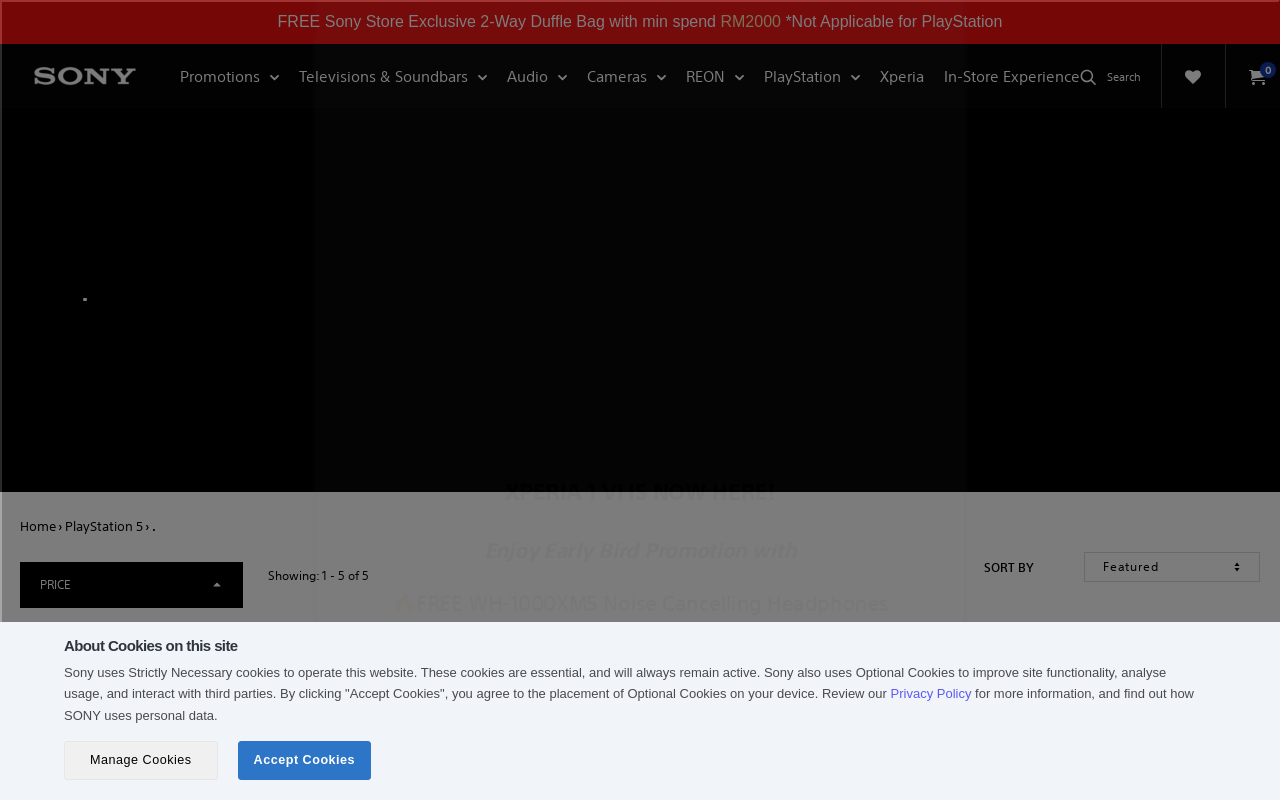 FREE Sony Store Exclusive 2-Way Duffle Bag with min spend RM2000 *Not Applicable for PlayStation
SONY Promotions Televisions & Soundbars Audio Cameras REON PlayStation Xperia In-Store Experience Search 0
XPERIA 1 VI IS NOW HERE!
Home › PlayStation 5 › .
Enjoy Early Bird Promotion with
PRICE Showing: 1 - 5 of 5 SORT BY Featured
FREE WH-1000XM5 Noise Cancelling Headphones
About Cookies on this site
Sony uses Strictly Necessary cookies to operate this website. These cookies are essential, and will always remain active. Sony also uses Optional Cookies to improve site functionality, analyse
usage, and interact with third parties. By clicking "Accept Cookies", you agree to the placement of Optional Cookies on your device. Review our Privacy Policy for more information, and find out how
SONY uses personal data.
Manage Cookies Accept Cookies